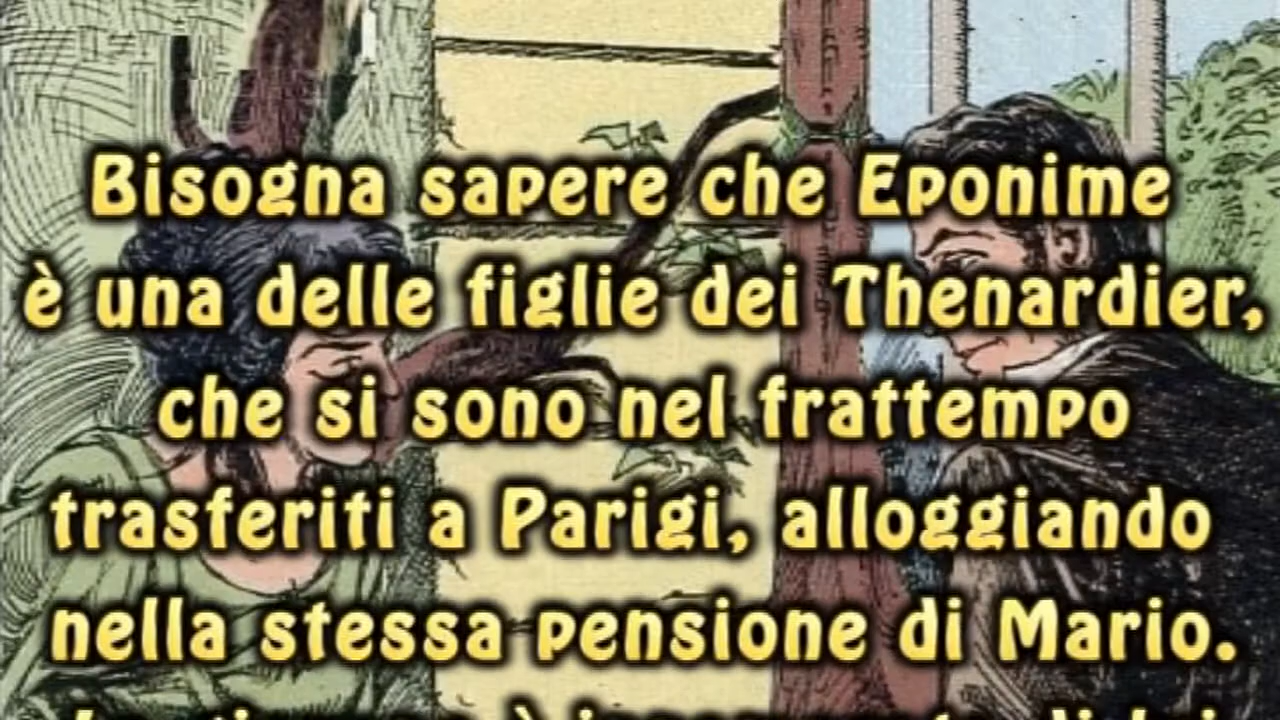 Bisogna sapere che Eponime
è una delle figlie dei Thenardier,
che si sono nel frattempo
trasferiti a Parigi, alloggiando
nella stessa pensione di Mario.